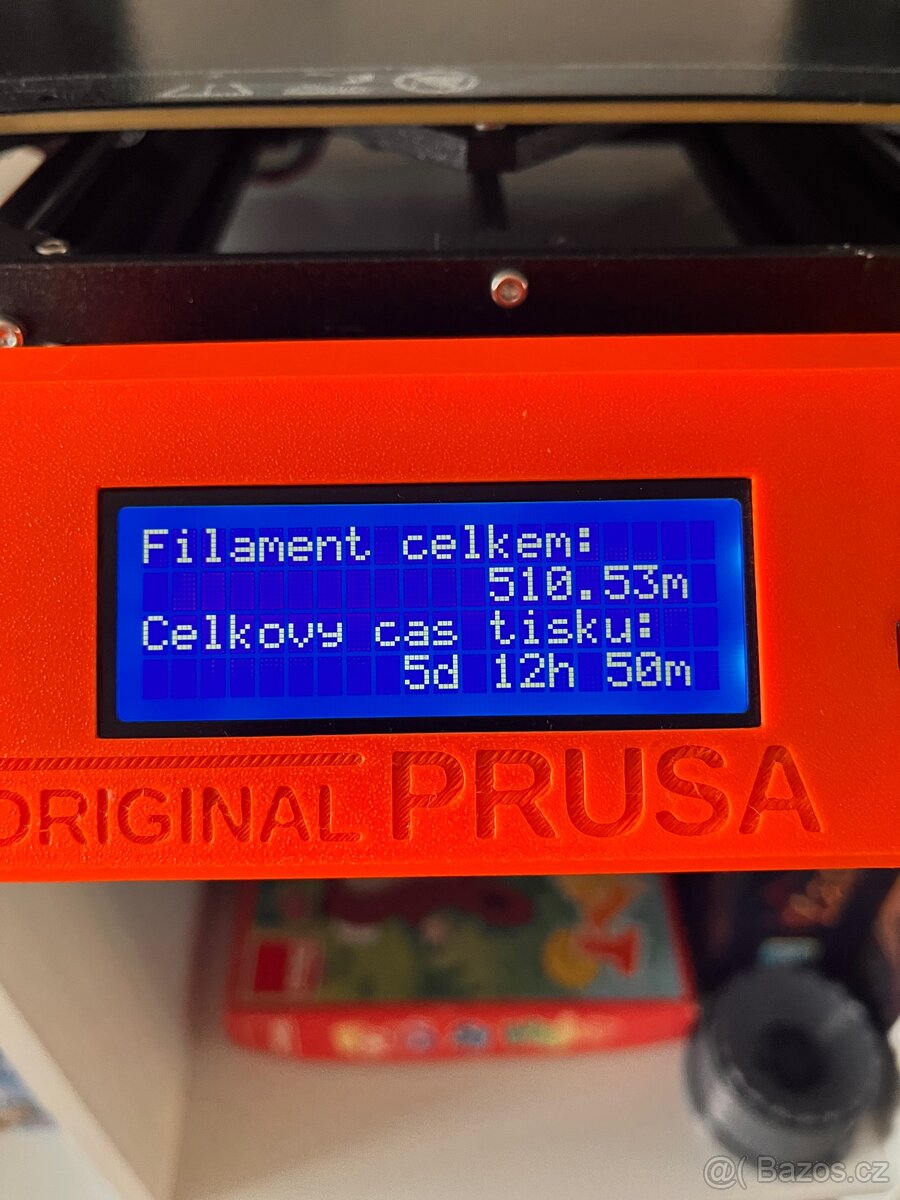 Filament celkem:
510.53m
Celkovy cas tisku:
5d 12h 50m
ORIGINAL PRUSA
@( Bazos.cz